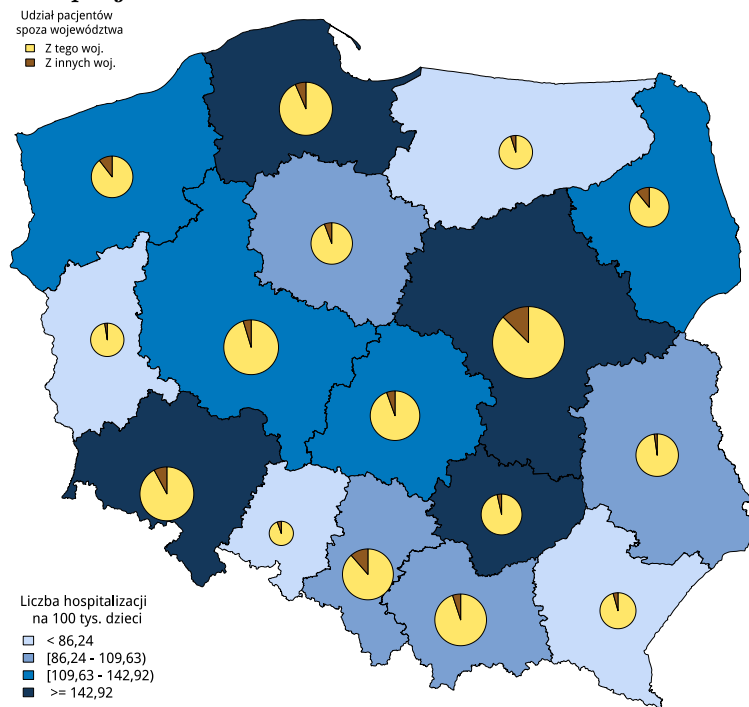 Udział pacjentów
spoza województwa
Z tego woj.
Z innych woj.
Liczba hospitalizacji
na 100 tys. dzieci
< 86,24
[86,24 - 109,63)
[109,63 - 142,92)
>= 142,92